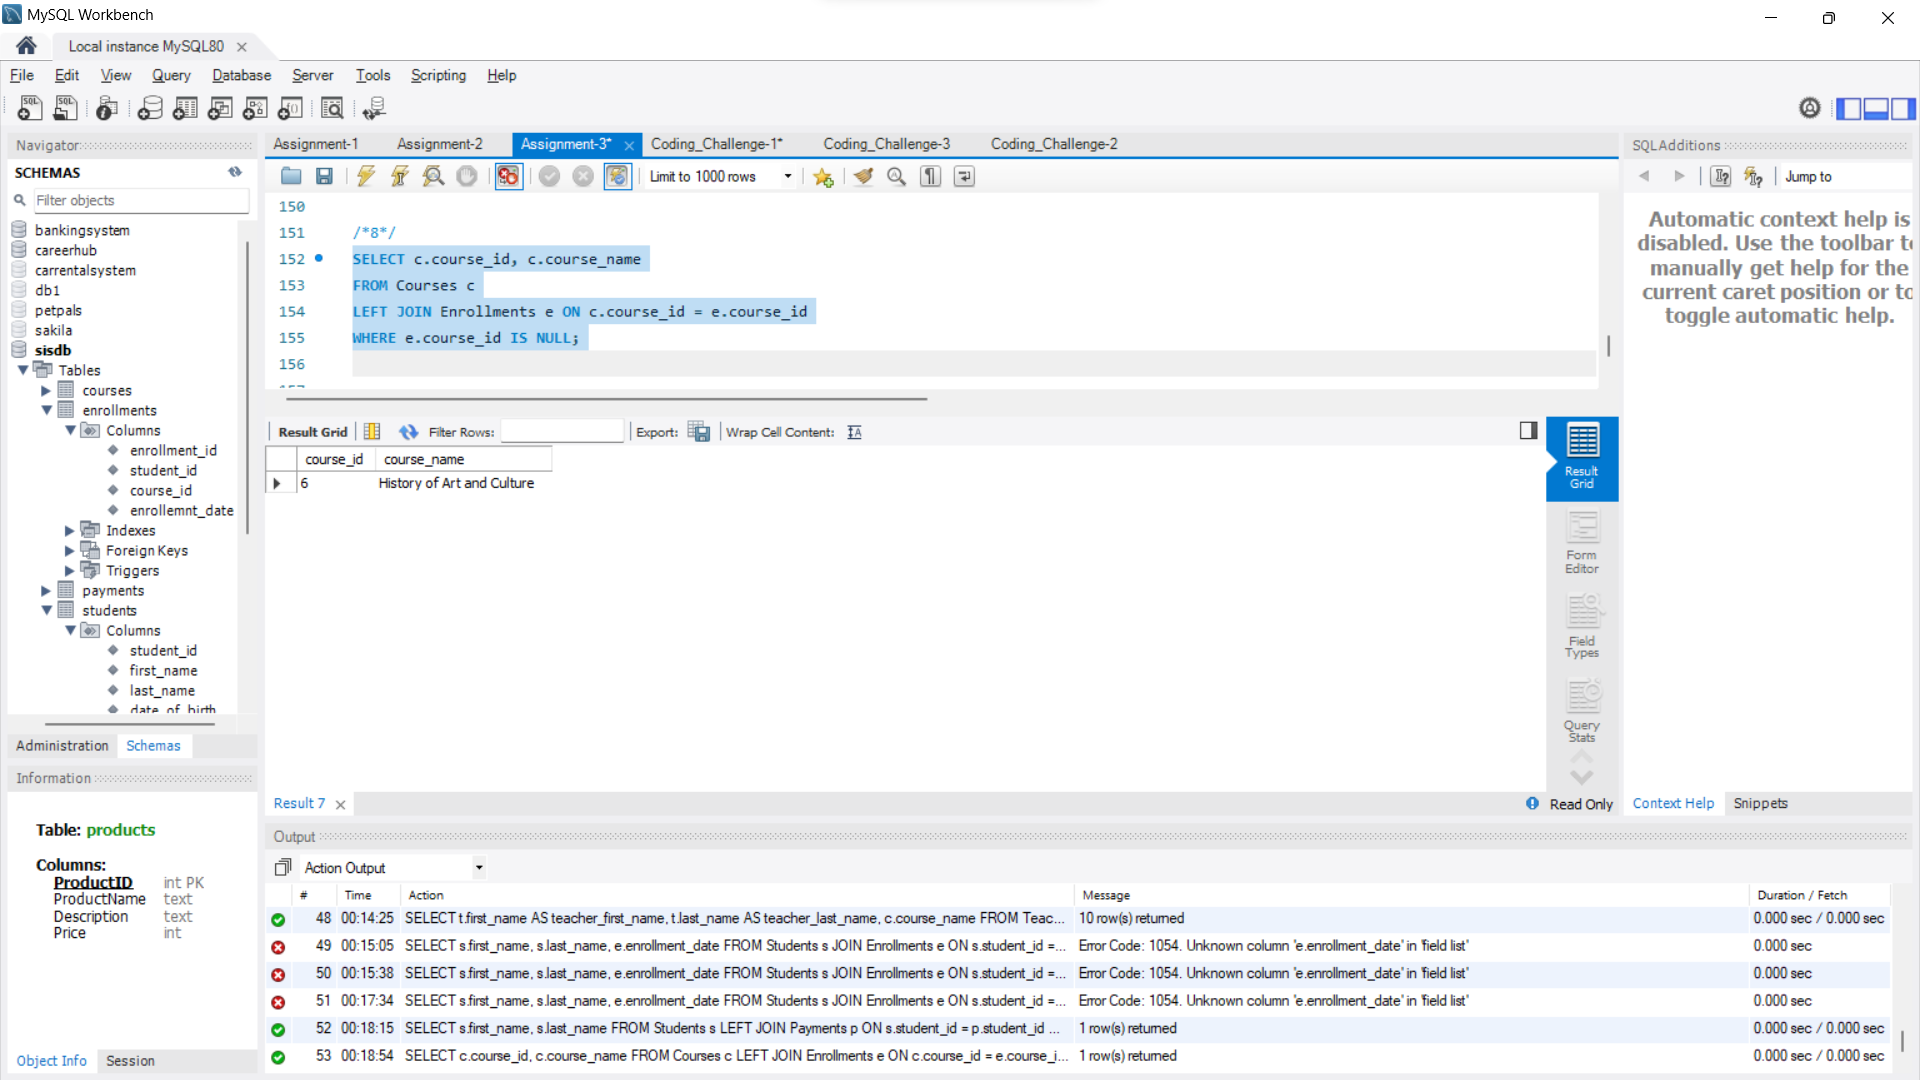 MySQL Workbench
Local instance MySQL80
File Edit View Query Database Server Tools Scripting Help
Navigator
SCHEMAS
Filter objects
bankingsystem
careerhub
carrentalsystem
db1
petpals
sakila
sisdb
Tables
courses
enrollments
Columns
enrollment_id
student_id
course_id
enrollemnt_date
Indexes
Foreign Keys
Triggers
payments
students
Columns
student_id
first_name
last_name
date_of_birth
Administration Schemas
Information
Table: products
Columns:
ProductID int PK
ProductName text
Description text
Price int
Object Info Session
Assignment-1 Assignment-2 Assignment-3* Coding_Challenge-1* Coding_Challenge-3 Coding_Challenge-2
Limit to 1000 rows
150
151 /*8*/
152 SELECT c.course_id, c.course_name
153 FROM Courses c
154 LEFT JOIN Enrollments e ON c.course_id = e.course_id
155 WHERE e.course_id IS NULL;
156
157
Result Grid Filter Rows: Export: Wrap Cell Content:
course_id course_name
6 History of Art and Culture
Result Grid
Form Editor
Field Types
Query Stats
Result 7 Read Only
SQLAdditions
Jump to
Automatic context help is
disabled. Use the toolbar to
manually get help for the
current caret position or to
toggle automatic help.
Context Help Snippets
Output
Action Output
# Time Action Message Duration / Fetch
48 00:14:25 SELECT t.first_name AS teacher_first_name, t.last_name AS teacher_last_name, c.course_name FROM Teac... 10 row(s) returned 0.000 sec / 0.000 sec
49 00:15:05 SELECT s.first_name, s.last_name, e.enrollment_date FROM Students s JOIN Enrollments e ON s.student_id =... Error Code: 1054. Unknown column 'e.enrollment_date' in 'field list' 0.000 sec
50 00:15:38 SELECT s.first_name, s.last_name, e.enrollment_date FROM Students s JOIN Enrollments e ON s.student_id =... Error Code: 1054. Unknown column 'e.enrollment_date' in 'field list' 0.000 sec
51 00:17:34 SELECT s.first_name, s.last_name, e.enrollment_date FROM Students s JOIN Enrollments e ON s.student_id =... Error Code: 1054. Unknown column 'e.enrollment_date' in 'field list' 0.000 sec
52 00:18:15 SELECT s.first_name, s.last_name FROM Students s LEFT JOIN Payments p ON s.student_id = p.student_id ... 1 row(s) returned 0.000 sec / 0.000 sec
53 00:18:54 SELECT c.course_id, c.course_name FROM Courses c LEFT JOIN Enrollments e ON c.course_id = e.course_i... 1 row(s) returned 0.000 sec / 0.000 sec